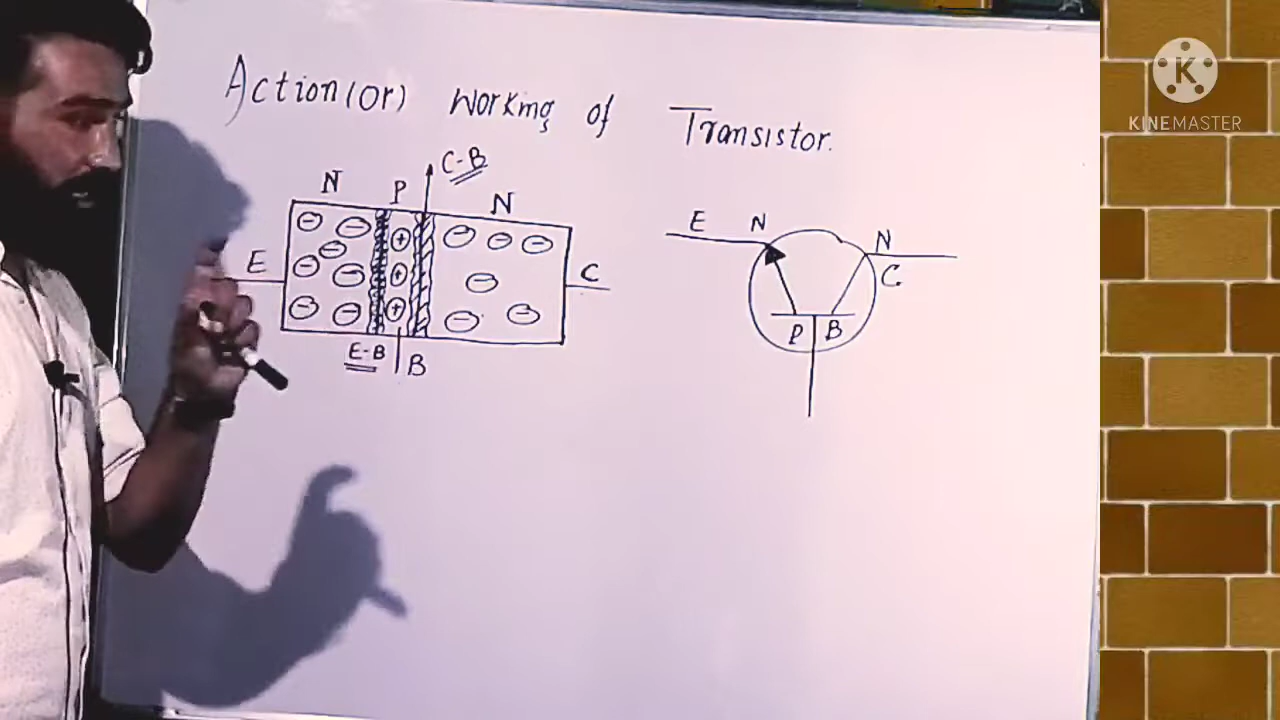 Action(or) working of Transistor.
C-B
N P N
E C
E-B B
E N N
C
P B
K
KINEMASTER